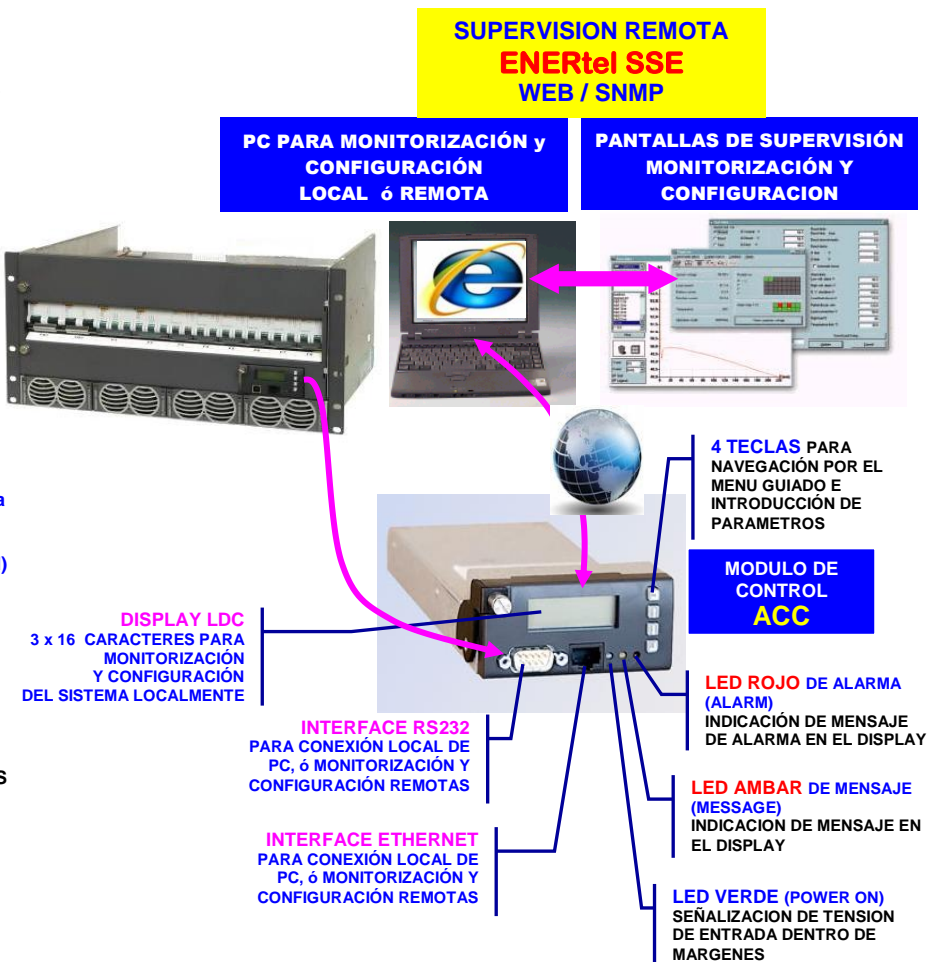 SUPERVISION REMOTA
ENERtel SSE
WEB / SNMP
PC PARA MONITORIZACIÓN y
CONFIGURACIÓN
LOCAL ó REMOTA
PANTALLAS DE SUPERVISIÓN
MONITORIZACIÓN Y
CONFIGURACION
4 TECLAS PARA
NAVEGACIÓN POR EL
MENU GUIADO E
INTRODUCCIÓN DE
PARAMETROS
a
)
MODULO DE
CONTROL
ACC
DISPLAY LDC
3 x 16 CARACTERES PARA
MONITORIZACIÓN
Y CONFIGURACIÓN
DEL SISTEMA LOCALMENTE
LED ROJO DE ALARMA
(ALARM)
INDICACIÓN DE MENSAJE
DE ALARMA EN EL DISPLAY
INTERFACE RS232
PARA CONEXIÓN LOCAL DE
PC, ó MONITORIZACIÓN Y
CONFIGURACIÓN REMOTAS
S
LED AMBAR DE MENSAJE
(MESSAGE)
INDICACION DE MENSAJE EN
EL DISPLAY
INTERFACE ETHERNET
PARA CONEXIÓN LOCAL DE
PC, ó MONITORIZACIÓN Y
CONFIGURACIÓN REMOTAS
LED VERDE (POWER ON)
SEÑALIZACION DE TENSION
DE ENTRADA DENTRO DE
MARGENES